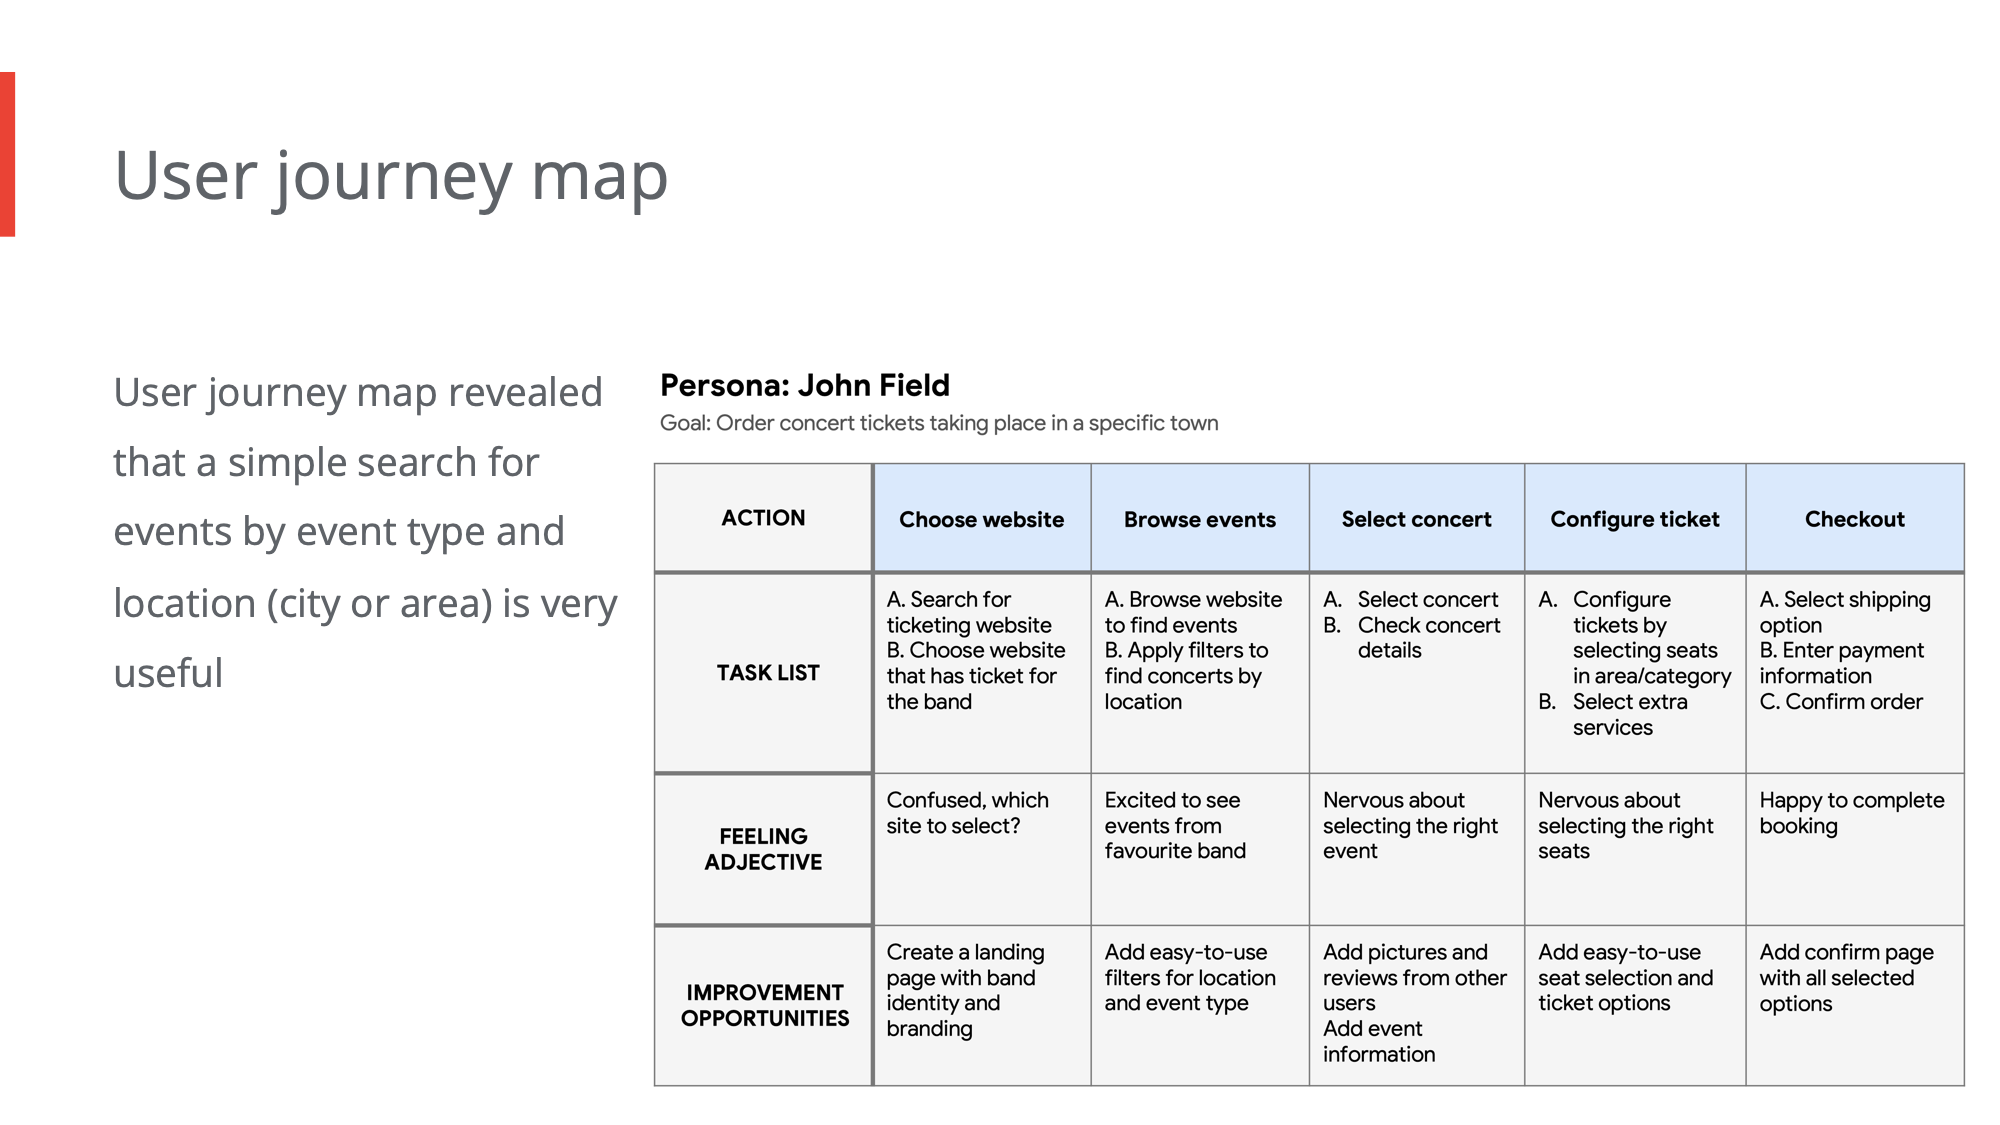 User journey map
User journey map revealed
that a simple search for
events by event type and
location (city or area) is very
useful
Persona: John Field
Goal: Order concert tickets taking place in a specific town
ACTION
Choose website
Browse events
Select concert
Configure ticket
Checkout
TASK LIST
A. Search for
ticketing website
B. Choose website
that has ticket for
the band
A. Browse website
to find events
B. Apply filters to
find concerts by
location
A. Select concert
B. Check concert
details
A. Configure
tickets by
selecting seats
in area/category
B. Select extra
services
A. Select shipping
option
B. Enter payment
information
C. Confirm order
FEELING
ADJECTIVE
Confused, which
site to select?
Excited to see
events from
favourite band
Nervous about
selecting the right
event
Nervous about
selecting the right
seats
Happy to complete
booking
IMPROVEMENT
OPPORTUNITIES
Create a landing
page with band
identity and
branding
Add easy-to-use
filters for location
and event type
Add pictures and
reviews from other
users
Add event
information
Add easy-to-use
seat selection and
ticket options
Add confirm page
with all selected
options